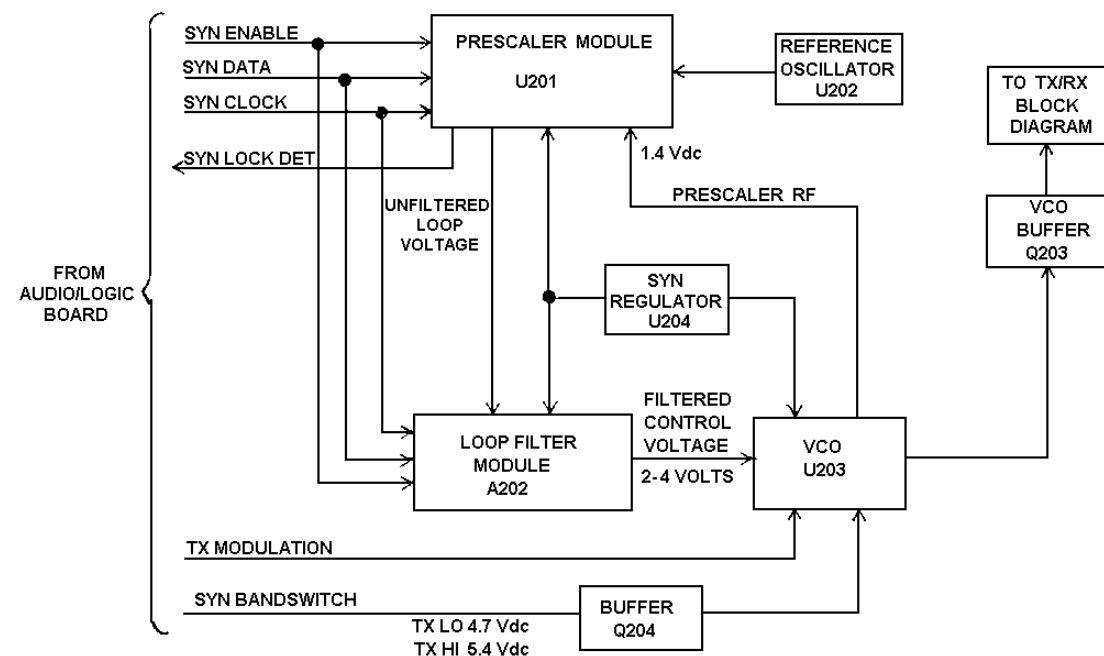 SYN ENABLE
SYN DATA
SYN CLOCK
SYN LOCK DET
PRESCALER MODULE
U201
REFERENCE
OSCILLATOR
U202
TO TX/RX
BLOCK
DIAGRAM
1.4 Vdc
PRESCALER RF
UNFILTERED
LOOP
VOLTAGE
VCO
BUFFER
Q203
FROM
AUDIO/LOGIC
BOARD
SYN
REGULATOR
U204
FILTERED
CONTROL
VOLTAGE
2-4 VOLTS
LOOP FILTER
MODULE
A202
VCO
U203
TX MODULATION
SYN BANDSWITCH
TX LO 4.7 Vdc
TX HI 5.4 Vdc
BUFFER
Q204